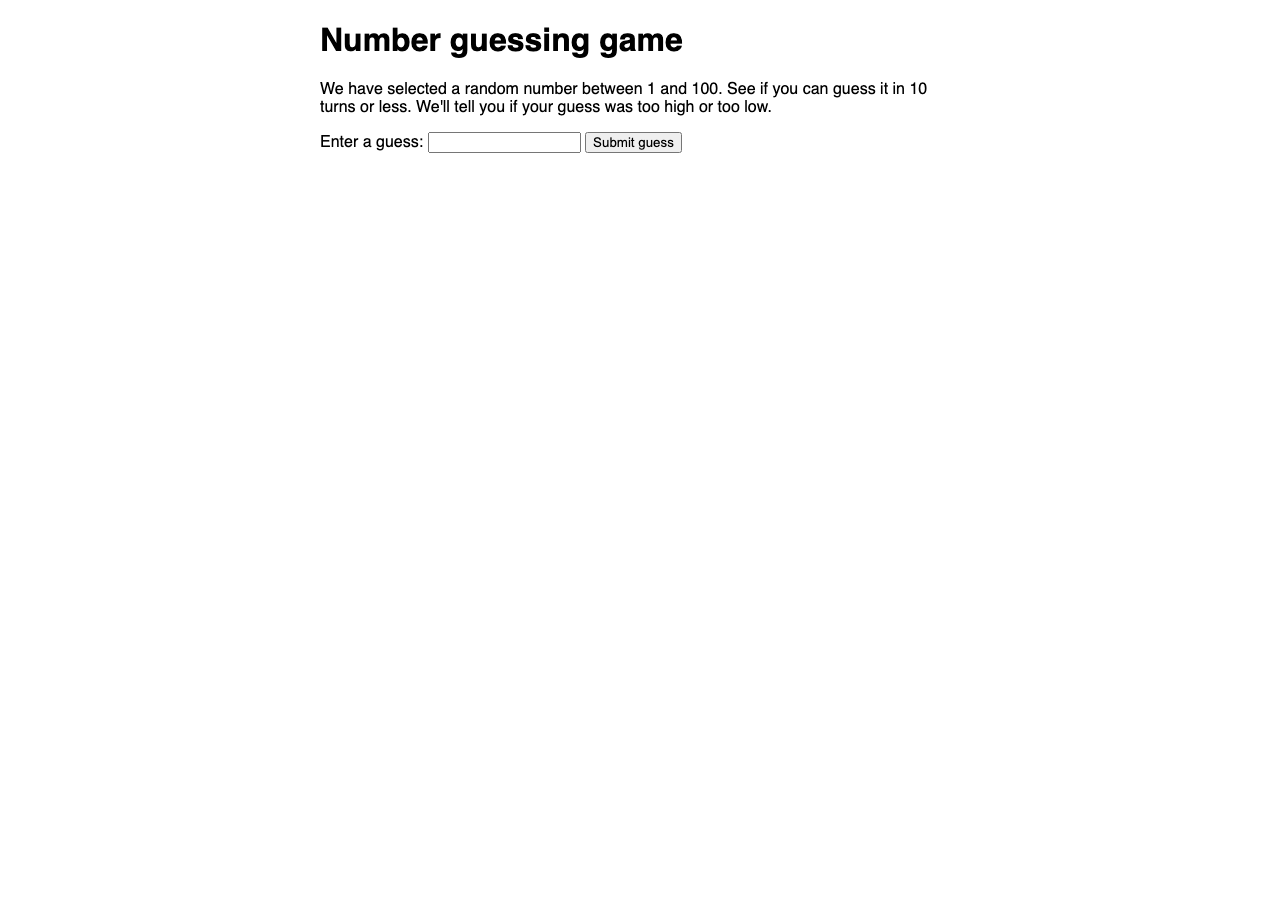 Number guessing game
We have selected a random number between 1 and 100. See if you can guess it in 10
turns or less. We'll tell you if your guess was too high or too low.
Enter a guess: Submit guess